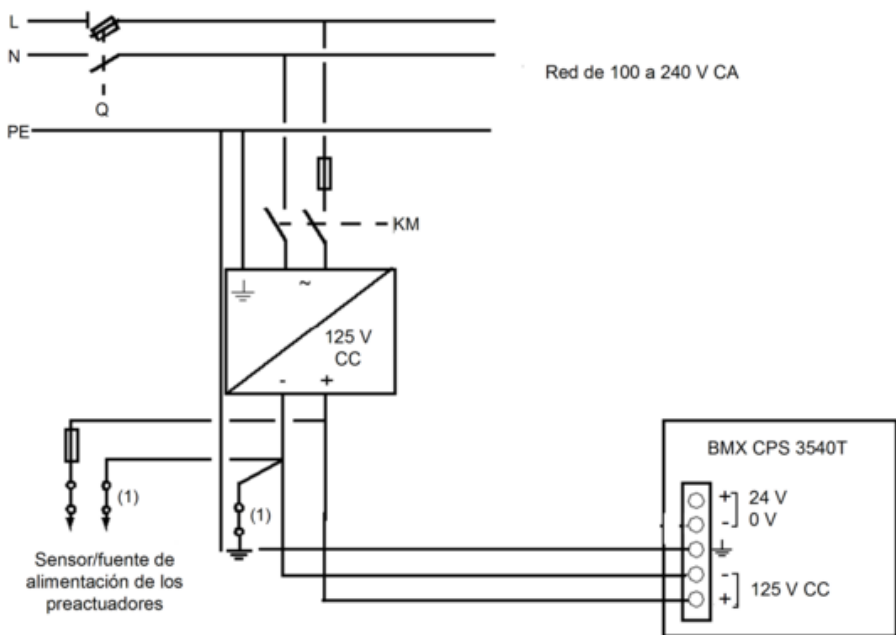 L
N
Red de 100 a 240 V CA
Q
PE
KM
~
125 V
CC
- +
BMX CPS 3540T
+ 24 V
- 0 V
(1)
(1)
-
+ 125 V CC
Sensor/fuente de
alimentación de los
preactuadores